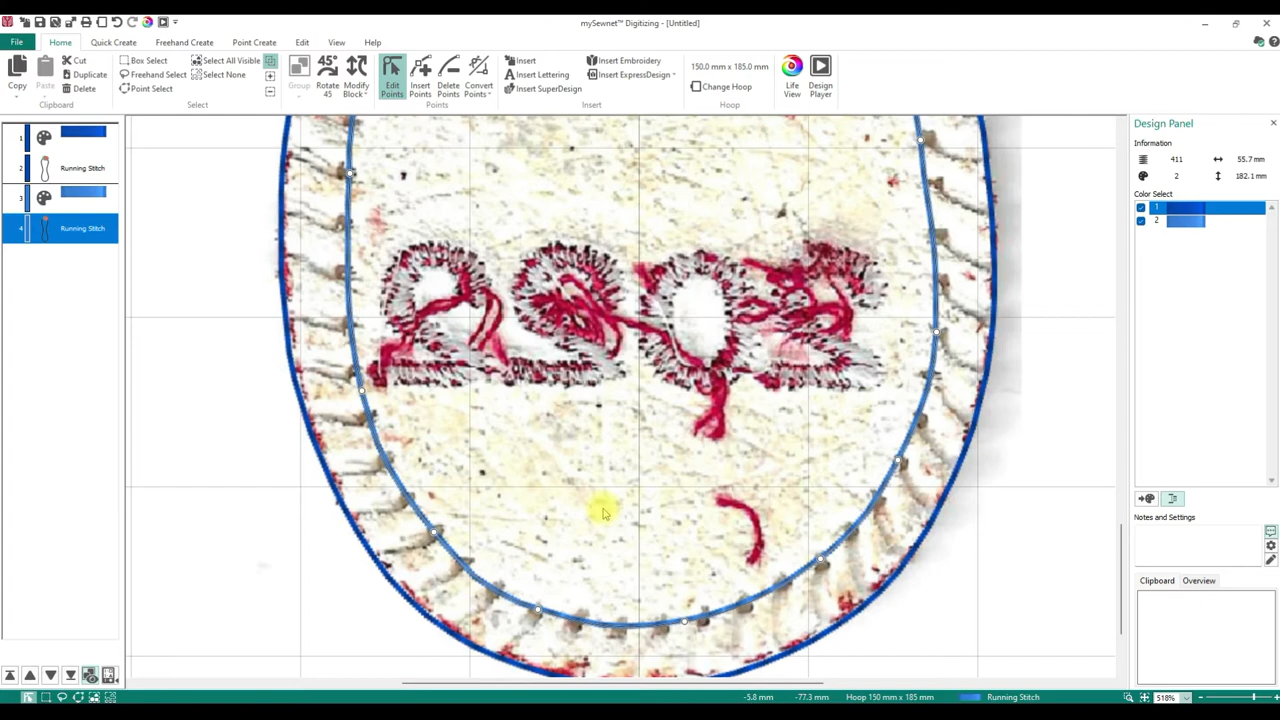 mySewnet™ Digitizing - [Untitled]
File Home Quick Create Freehand Create Point Create Edit View Help
Copy
Paste
Cut
Duplicate
Delete
Clipboard
Box Select
Freehand Select
Point Select
Select All Visible
Select None
Select
Group
Rotate 45
Modify Block
Edit Points
Insert Points
Delete Points
Convert Points
Points
Insert
Insert Lettering
Insert SuperDesign
Insert Embroidery
Insert ExpressDesign
Insert
150.0 mm x 185.0 mm
Change Hoop
Hoop
Life View
Design Player
1
2 Running Stitch
3
4 Running Stitch
Design Panel
Information
411 55.7 mm
2 182.1 mm
Color Select
1
2
Notes and Settings
Clipboard Overview
-5.8 mm -77.3 mm Hoop 150 mm x 185 mm Running Stitch 518%